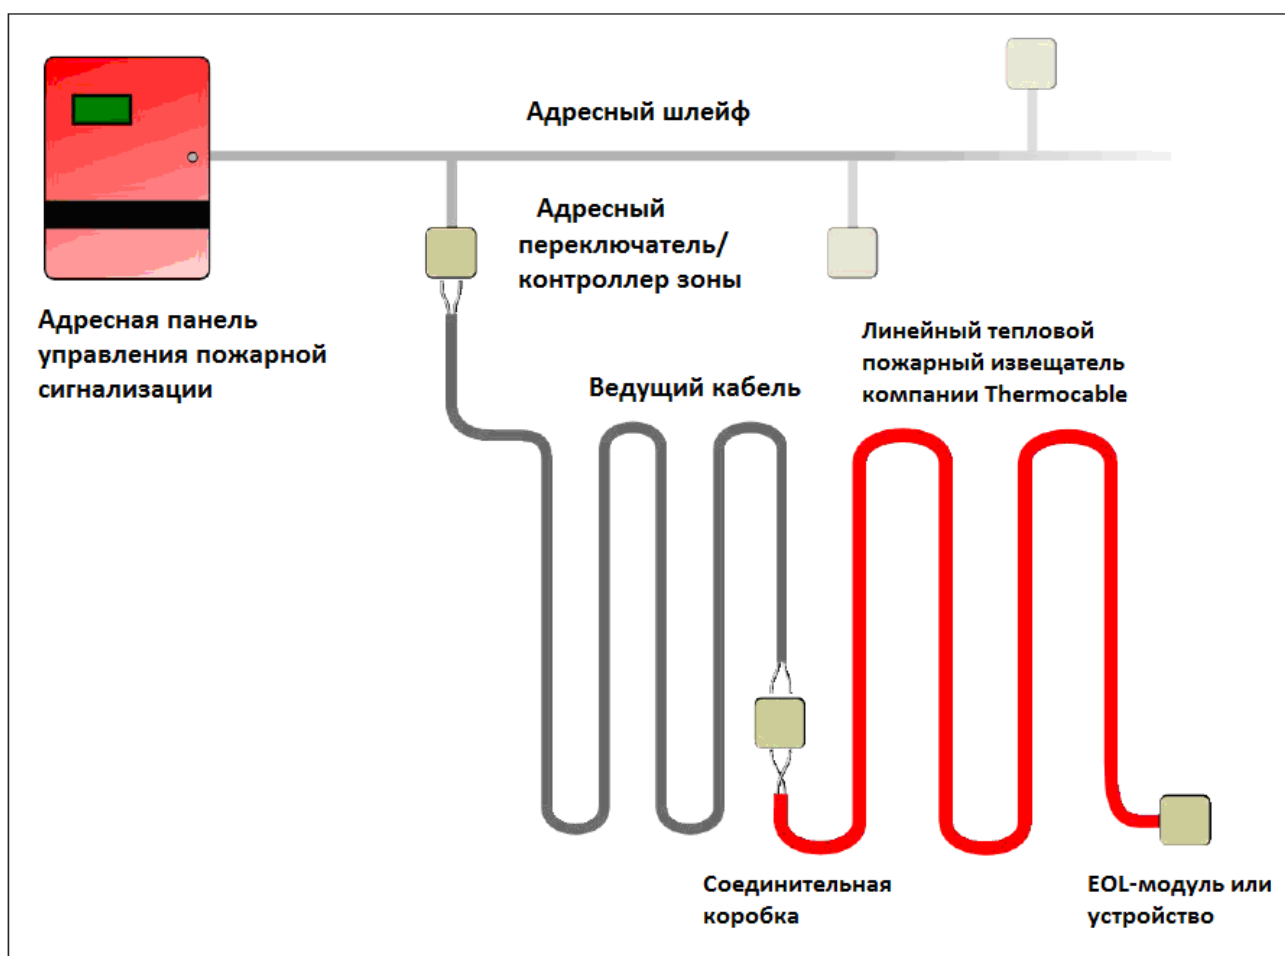 Адресный шлейф
Адресный
переключатель/
контроллер зоны
Адресная панель
управления пожарной
сигнализации
Ведущий кабель
Линейный тепловой
пожарный извещатель
компании Thermocable
Соединительная
коробка
EOL-модуль или
устройство